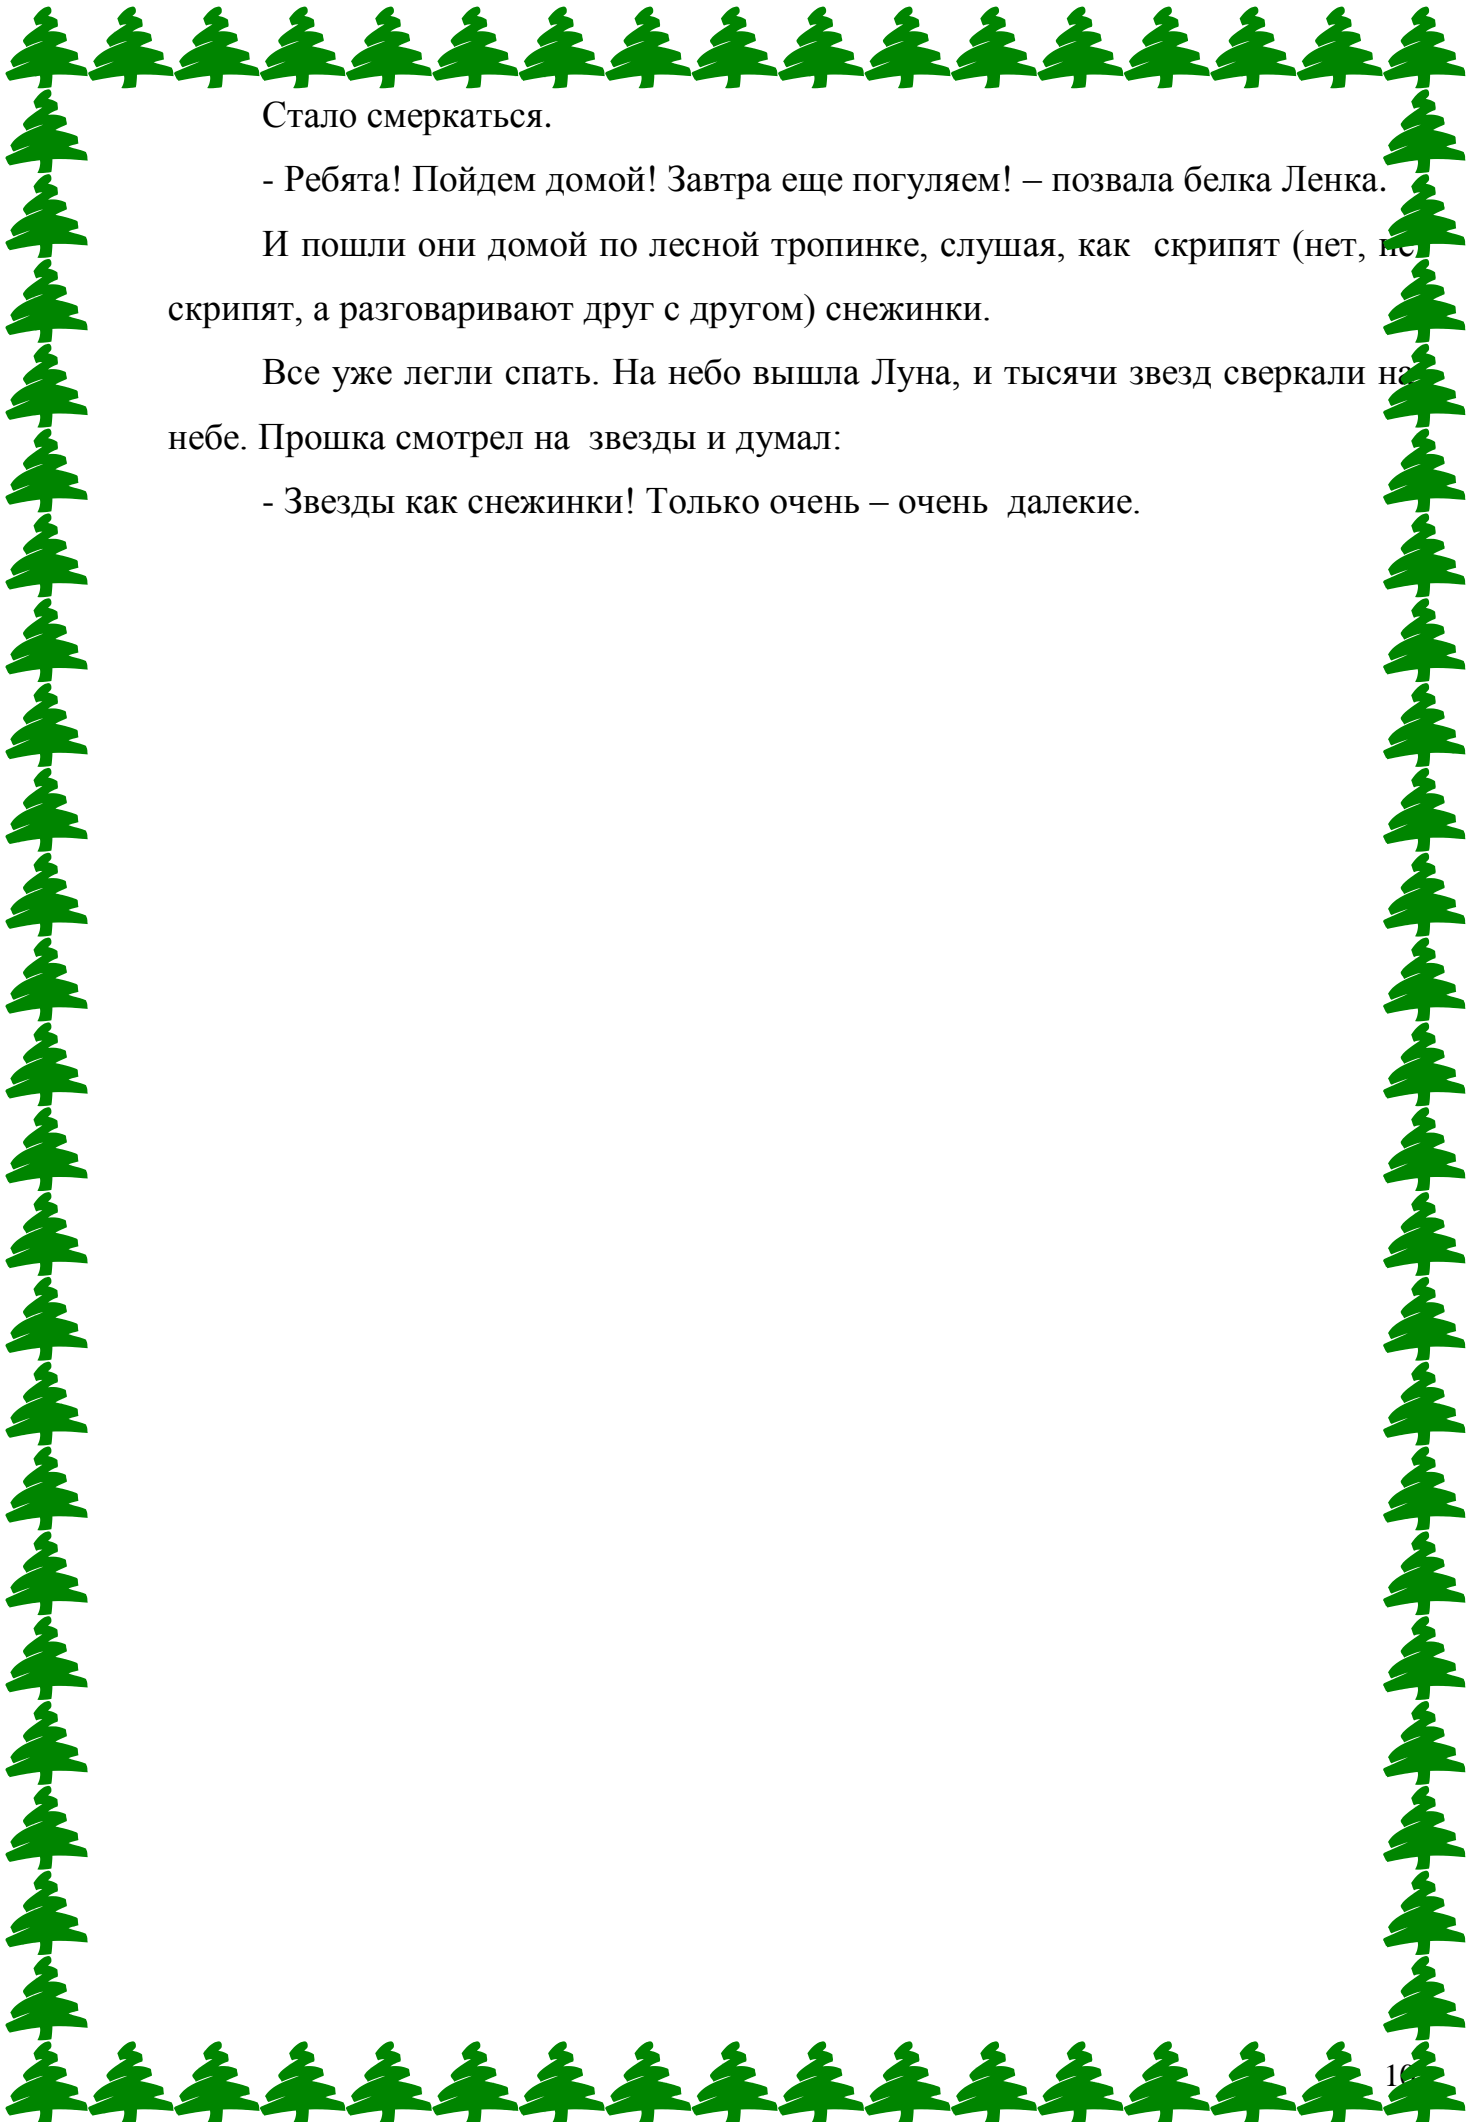 Стало смеркаться.
- Ребята! Пойдем домой! Завтра еще погуляем! – позвала белка Ленка.
И пошли они домой по лесной тропинке, слушая, как  скрипят (нет, не
скрипят, а разговаривают друг с другом) снежинки.
Все уже легли спать. На небо вышла Луна, и тысячи звезд сверкали на
небе. Прошка смотрел на  звезды и думал:
- Звезды как снежинки! Только очень – очень  далекие.